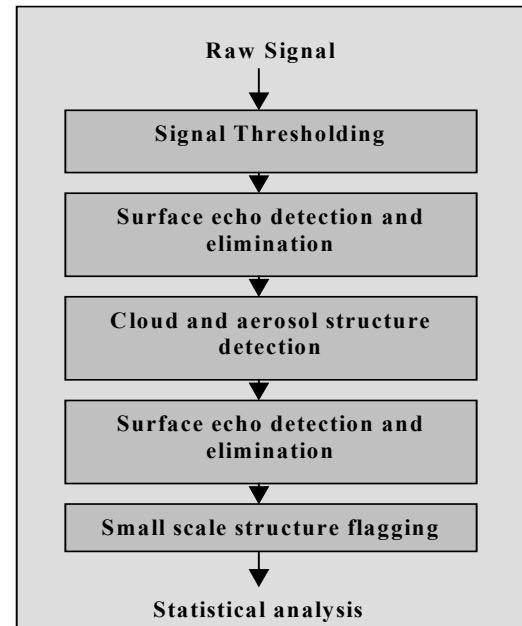 Raw Signal
Signal Thresholding
Surface echo detection and
elimination
Cloud and aerosol structure
detection
Surface echo detection and
elimination
Small scale structure flagging
Statistical analysis